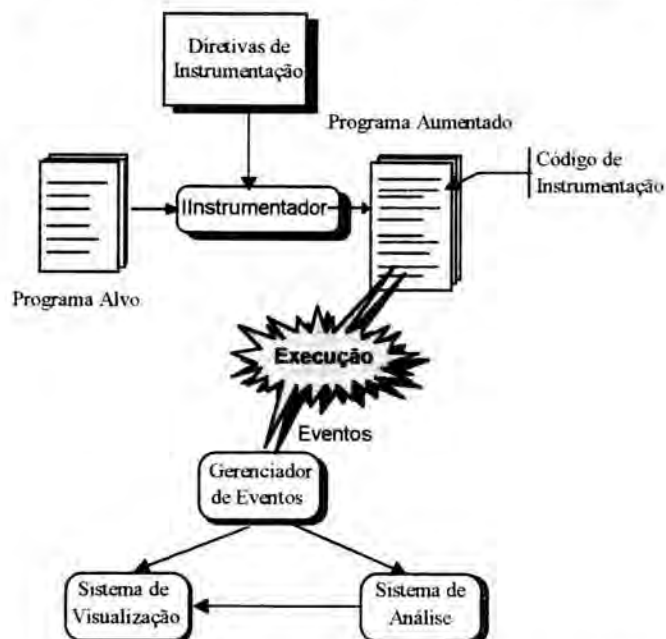 Diretivas de
Instrumentação
Programa Aumentado
Código de
Instrumentação
IInstrumentador
Programa Alvo
Execução
Eventos
Gerenciador
de Eventos
Sistema de
Visualização
Sistema de
Análise